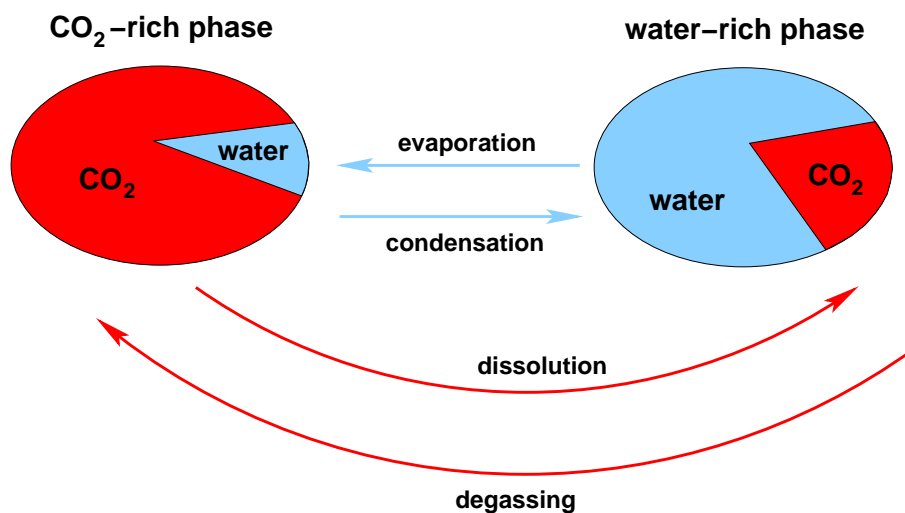 CO₂–rich phase
water–rich phase
water
CO₂
evaporation
condensation
water
CO₂
dissolution
degassing